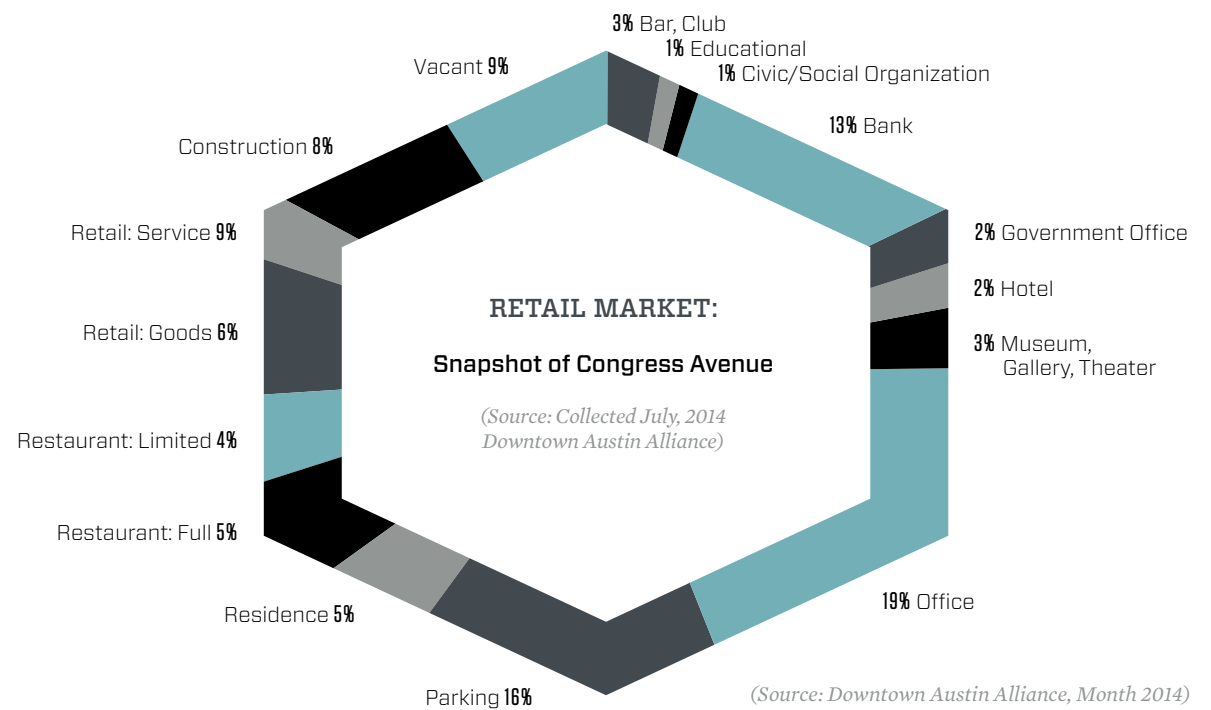 3% Bar, Club
1% Educational
1% Civic/Social Organization
13% Bank
2% Government Office
2% Hotel
3% Museum,
Gallery, Theater
19% Office
Parking 16%
Residence 5%
Restaurant: Full 5%
Restaurant: Limited 4%
Retail: Goods 6%
Retail: Service 9%
Construction 8%
Vacant 9%
RETAIL MARKET:
Snapshot of Congress Avenue
(Source: Collected July, 2014
Downtown Austin Alliance)
(Source: Downtown Austin Alliance, Month 2014)